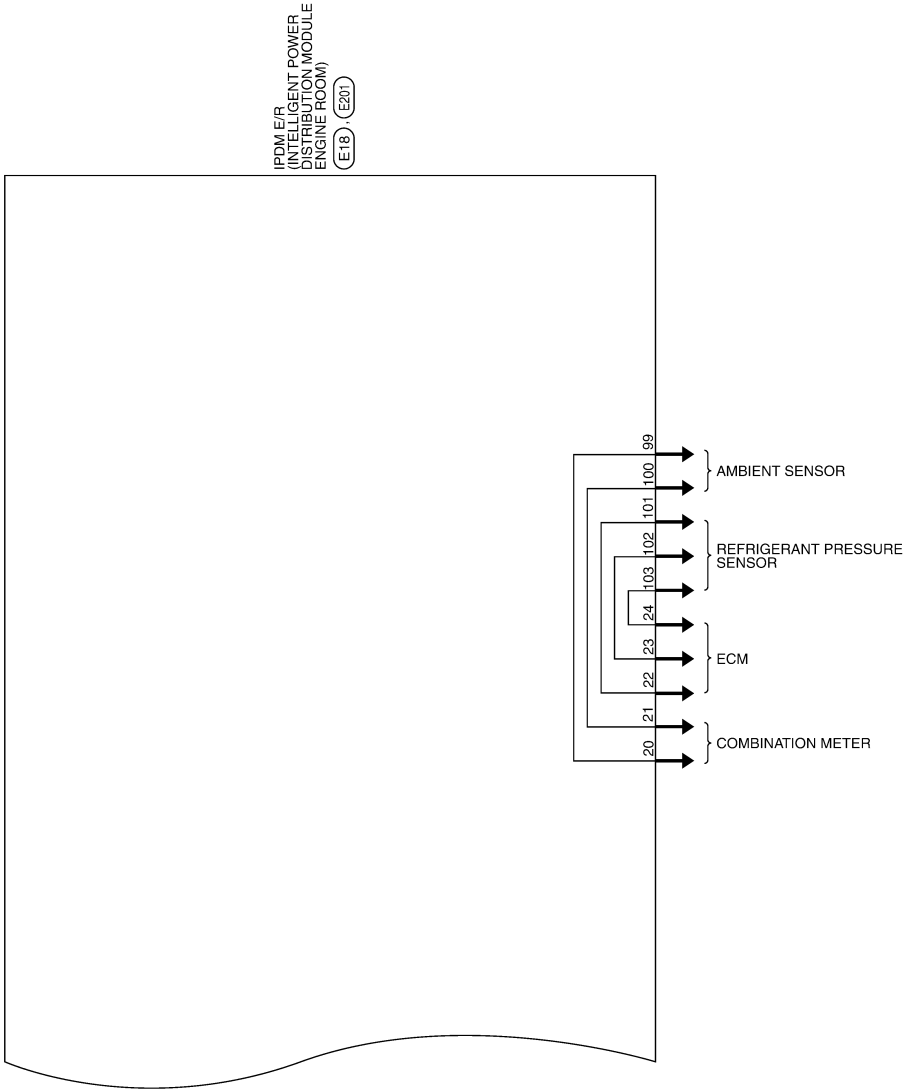 IPDM E/R
(INTELLIGENT POWER
DISTRIBUTION MODULE
ENGINE ROOM)
E18 , E201
99
100
AMBIENT SENSOR
101
102
103
REFRIGERANT PRESSURE
SENSOR
24
23
22
ECM
21
20
COMBINATION METER